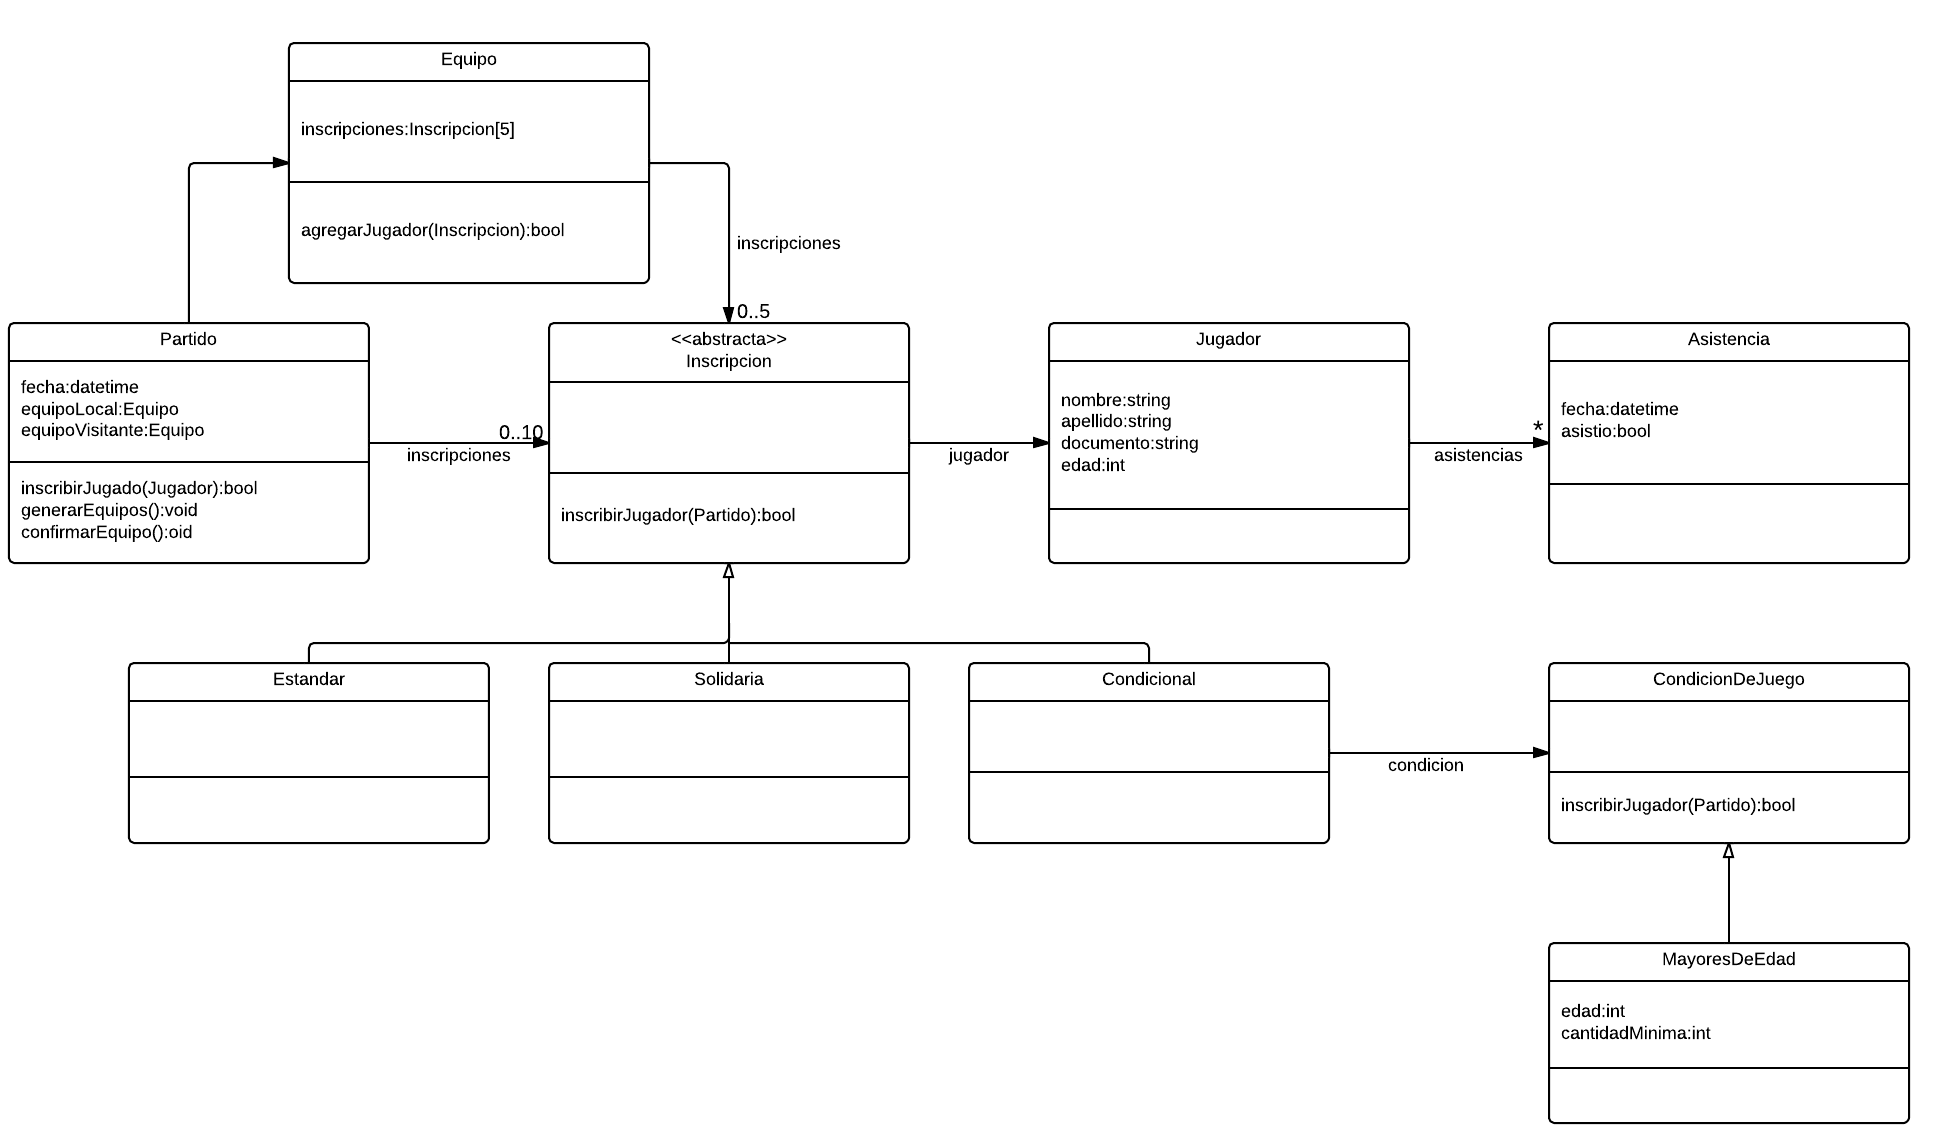 Equipo
inscripciones:Inscripcion[5]
agregarJugador(Inscripcion):bool
inscripciones
0..5
Partido
fecha:datetime
equipoLocal:Equipo
equipoVisitante:Equipo
inscribirJugado(Jugador):bool
generarEquipos():void
confirmarEquipo():oid
0..10
inscripciones
<<abstracta>>
Inscripcion
inscribirJugador(Partido):bool
jugador
Jugador
nombre:string
apellido:string
documento:string
edad:int
*
asistencias
Asistencia
fecha:datetime
asistio:bool
Estandar
Solidaria
Condicional
condicion
CondicionDeJuego
inscribirJugador(Partido):bool
MayoresDeEdad
edad:int
cantidadMinima:int